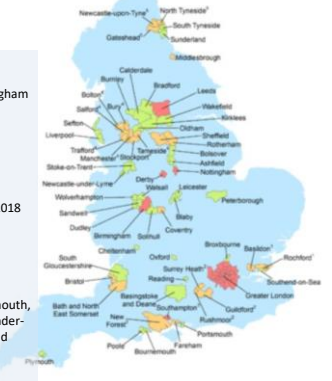 Newcastle-upon-Tyne
North Tyneside
South Tyneside
Gateshead
Sunderland
Middlesbrough
Calderdale
Burnley
Bradford
Bolton
Leeds
Salford
Bury
Wakefield
Sefton
Kirklees
Liverpool
Oldham
Sheffield
Trafford
Tameside
Rotherham
Manchester
Stockport
Bolsover
Stoke-on-Trent
Ashfield
Derby
Nottingham
Newcastle-under-Lyme
Walsall
Leicester
Wolverhampton
Peterborough
Sandwell
Blaby
Dudley
Coventry
Birmingham
Solihull
Cheltenham
Broxbourne
Basildon
Oxford
South
Gloucestershire
Surrey Heath
Rochford
Reading
Bristol
Southend-on-Sea
Basingstoke
and Deane
Greater London
Bath and North
East Somerset
Southampton
Guildford
New
Forest
Rushmoor
Portsmouth
Fareham
Poole
Bournemouth
Plymouth
gham
018
outh,
nder-
d